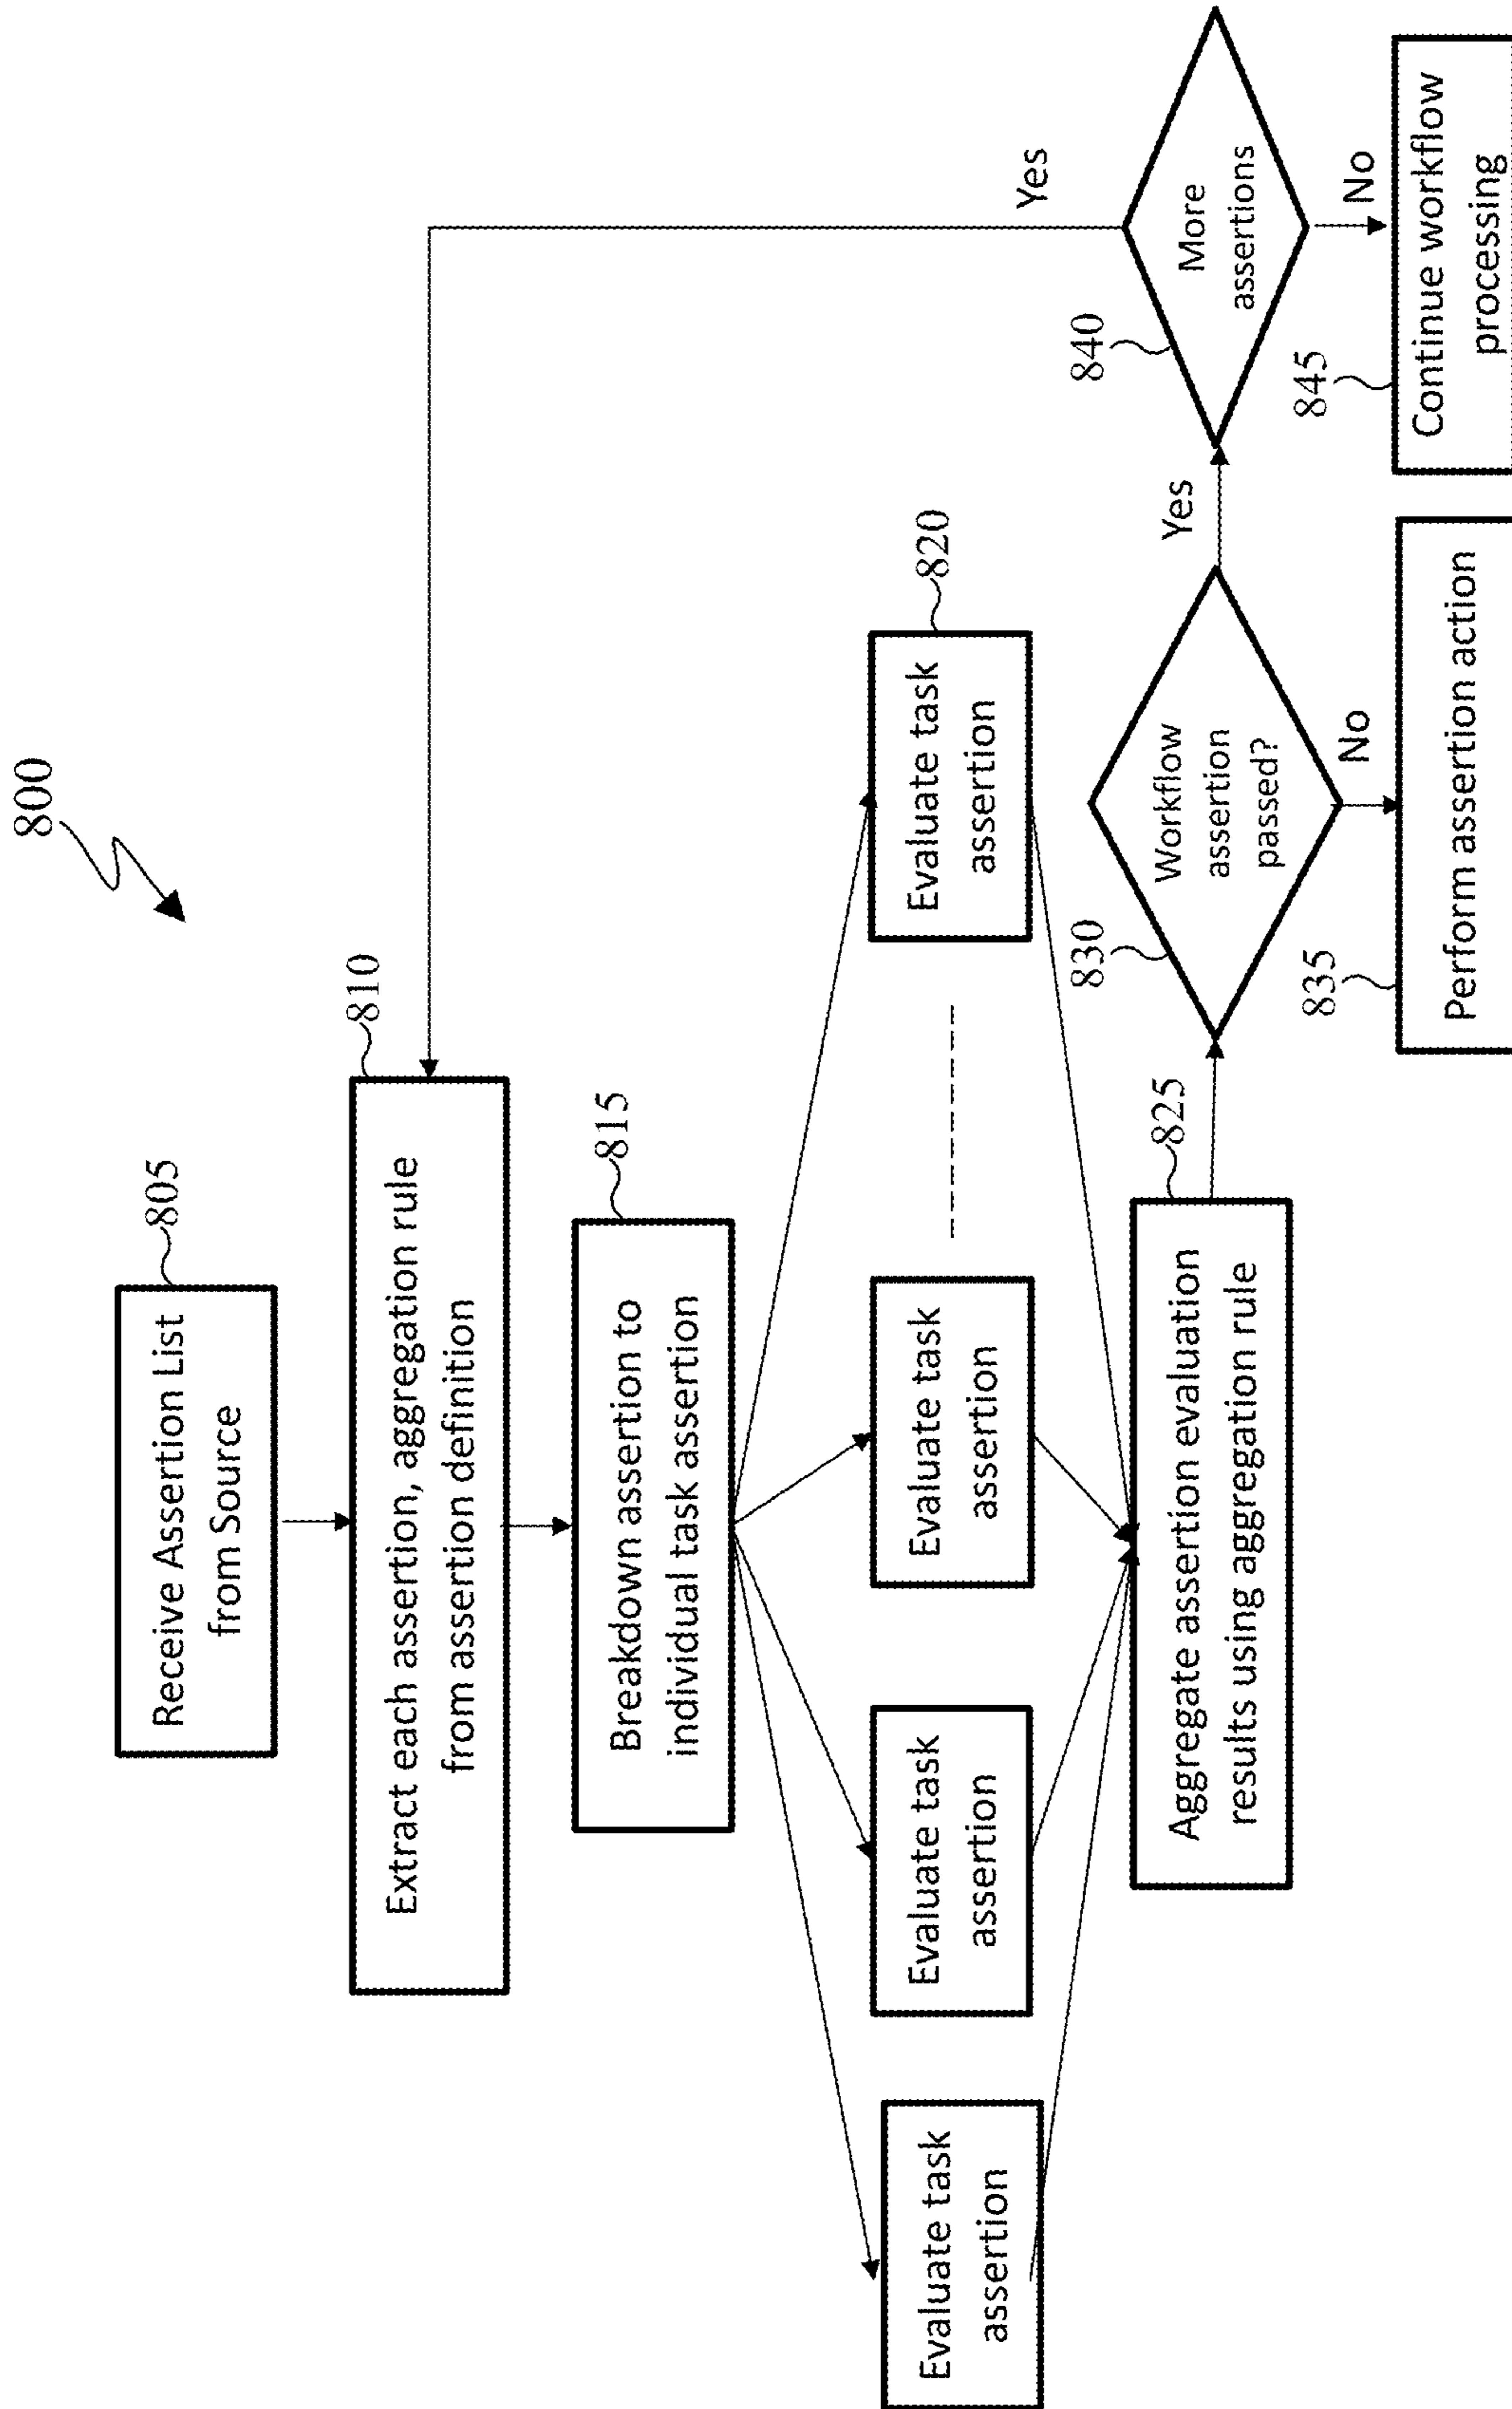 800
Receive Assertion List
from Source
805
Extract each assertion, aggregation rule
from assertion definition
810
Breakdown assertion to
individual task assertion
815
Evaluate task
assertion
Evaluate task
assertion
Evaluate task
assertion
Evaluate task
assertion
820
Aggregate assertion evaluation
results using aggregation rule
825
830
Workflow
assertion
passed?
Yes
No
835
Perform assertion action
840
More
assertions
Yes
No
845
Continue workflow
processing